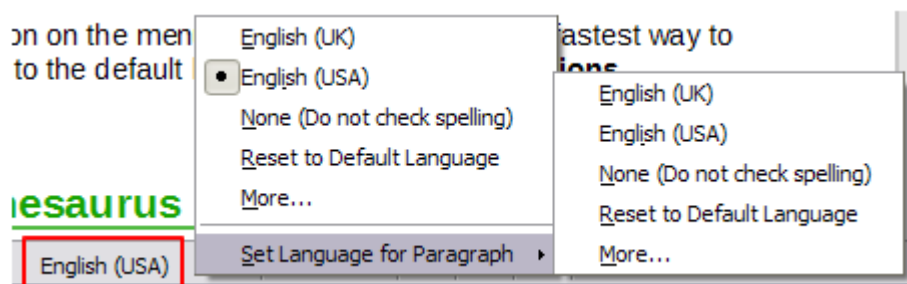 on on the men
fastest way to
to the default
ions
English (UK)
English (USA)
None (Do not check spelling)
Reset to Default Language
More...
Set Language for Paragraph
English (UK)
English (USA)
None (Do not check spelling)
Reset to Default Language
More...
hesaurus
English (USA)